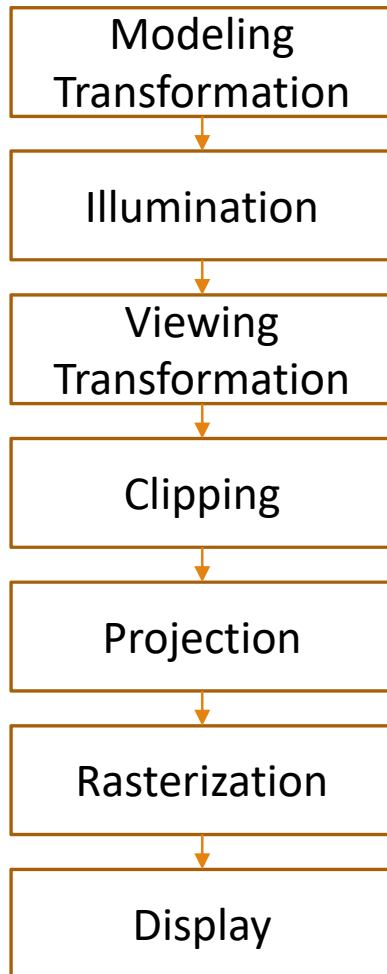 Modeling
Transformation
Illumination
Viewing
Transformation
Clipping
Projection
Rasterization
Display